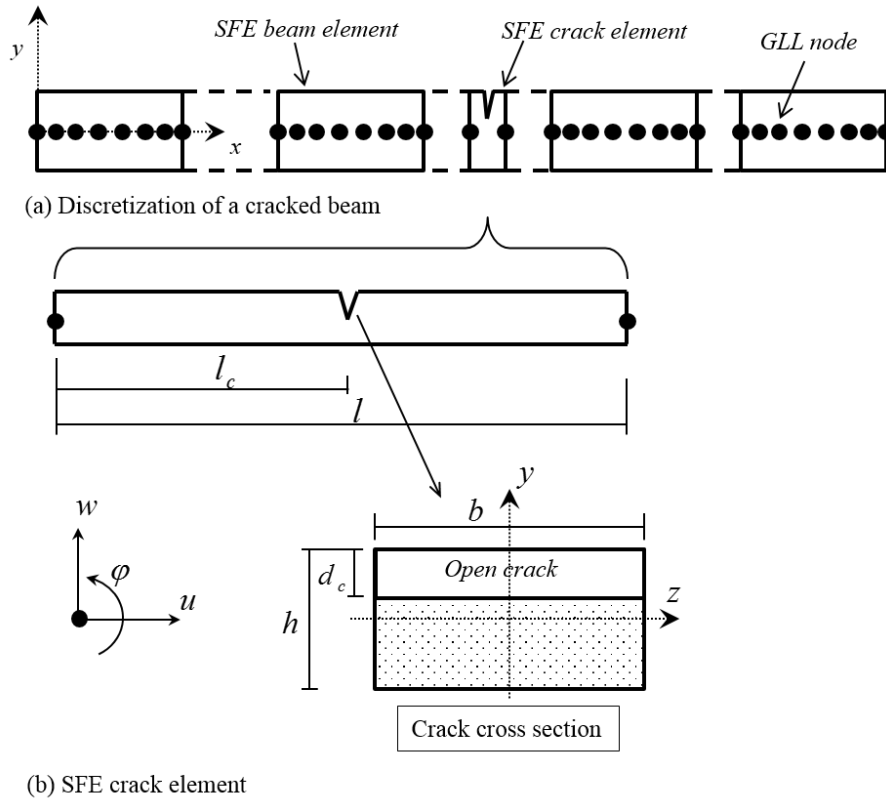 SFE beam element
SFE crack element
GLL node
y
x
(a) Discretization of a cracked beam
l_c
l
w
φ
u
y
b
d_c
Open crack
z
h
Crack cross section
(b) SFE crack element